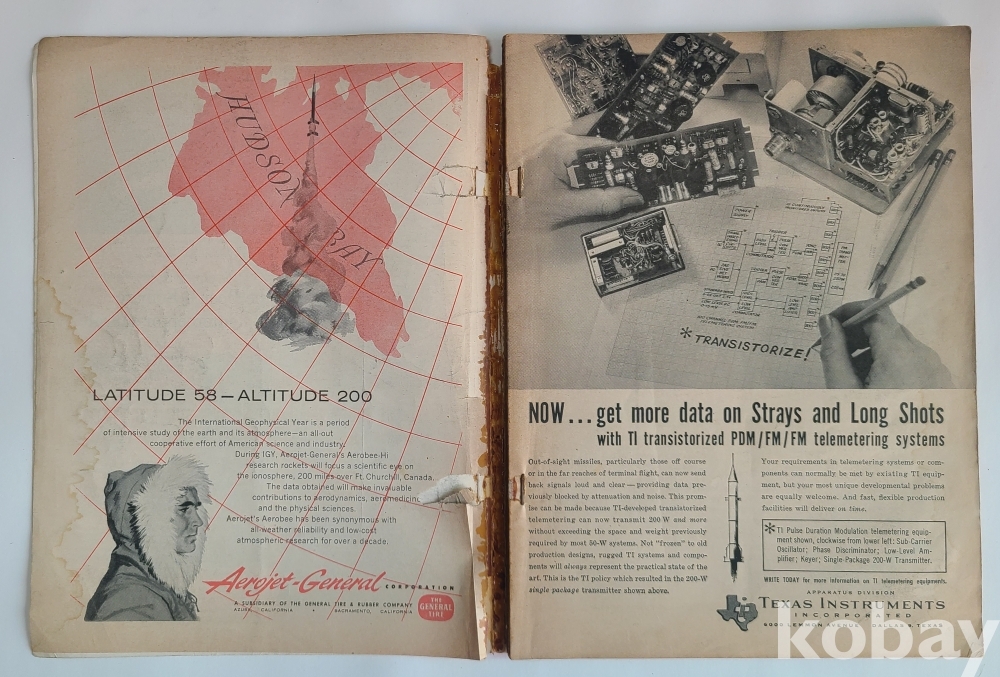 HUDSON
BAY
LATITUDE 58 — ALTITUDE 200
The International Geophysical Year is a period
of intensive study of the earth and its atmosphere—an all-out
cooperative effort of American science and industry.
During IGY, Aerojet-General's Aerobee-Hi
research rockets will focus a scientific eye on
the ionosphere, 200 miles over Ft. Churchill, Canada.
The data obtained will make invaluable
contributions to aerodynamics, aeromedicine
and the physical sciences.
Aerojet's Aerobee has been synonymous with
all-weather reliability and low-cost
atmospheric research for over a decade.
Aerojet-General CORPORATION
A SUBSIDIARY OF THE GENERAL TIRE & RUBBER COMPANY
AZUSA, CALIFORNIA • SACRAMENTO, CALIFORNIA
THE
GENERAL
TIRE
POWER
SUPPLY
*TRANSISTORIZE!
NOW... get more data on Strays and Long Shots
with TI transistorized PDM/FM/FM telemetering systems
Out-of-sight missiles, particularly those off course
or in the far reaches of terminal flight, can now send
back signals loud and clear — providing data pre-
viously blocked by attenuation and noise. This prom-
ise can be made because TI-developed transistorized
telemetering can now transmit 200 W and more
without exceeding the space and weight previously
required by most 50-W systems. Not "frozen" to old
production designs, rugged TI systems and compo-
nents will always represent the practical state of the
art. This is the TI policy which resulted in the 200-W
single package transmitter shown above.
Your requirements in telemetering systems or com-
ponents can normally be met by existing TI equip-
ment, but your most unique developmental problems
are equally welcome. And fast, flexible production
facilities will deliver on time.
*TI Pulse Duration Modulation telemetering equip-
ment shown, clockwise from lower left: Sub-Carrier
Oscillator; Phase Discriminator; Low-Level Am-
plifier; Keyer; Single-Package 200-W Transmitter.
WRITE TODAY for more information on TI telemetering equipments.
APPARATUS DIVISION
TEXAS INSTRUMENTS
INCORPORATED
6000 LEMMON AVENUE DALLAS 9, TEXAS
kobay